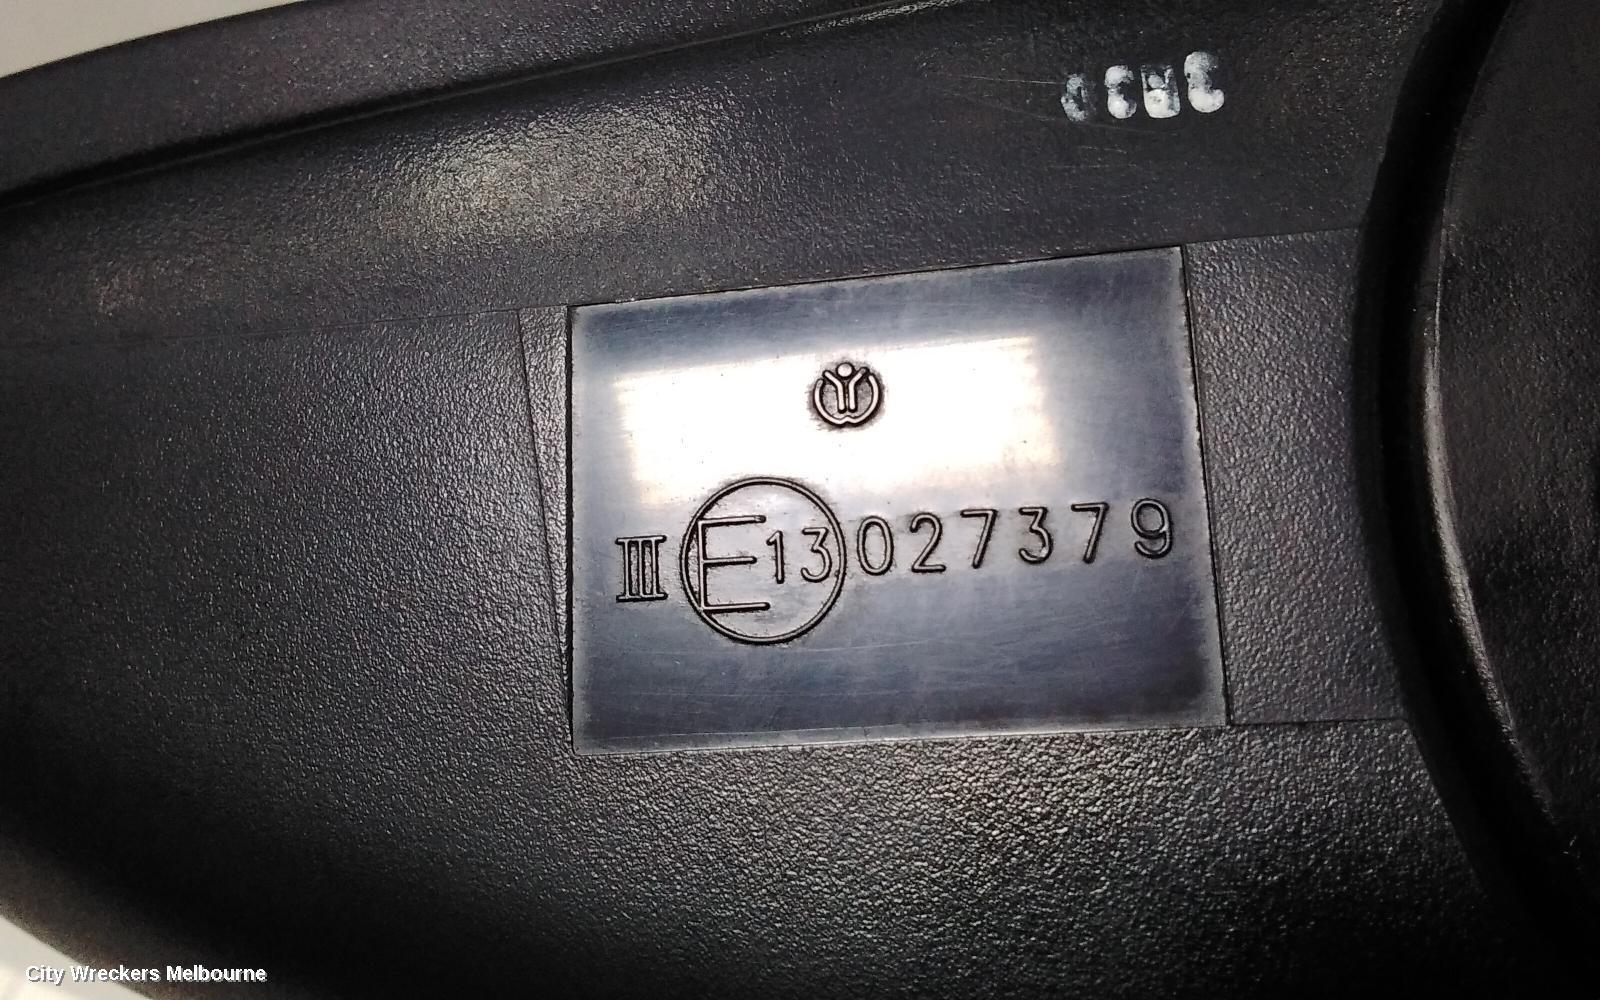 III E13 027379
City Wreckers Melbourne